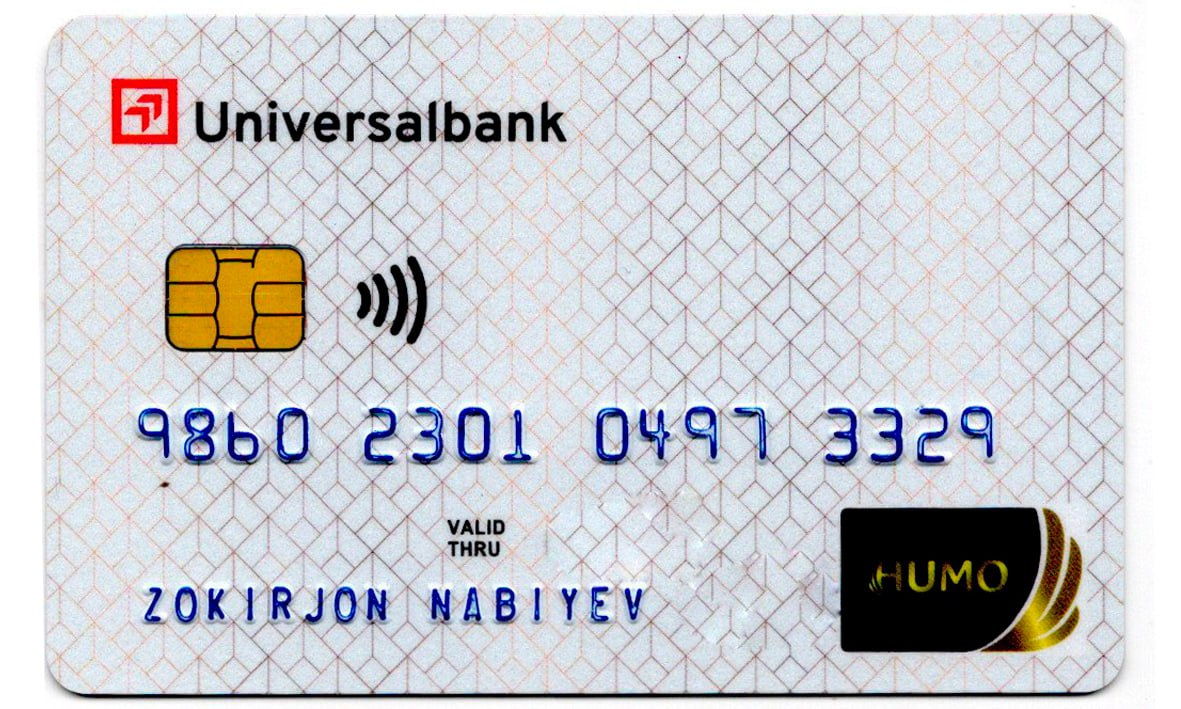 Universalbank
9860 2301 0497 3329
VALID
THRU
ZOKIRJON NABIYEV
HUMO